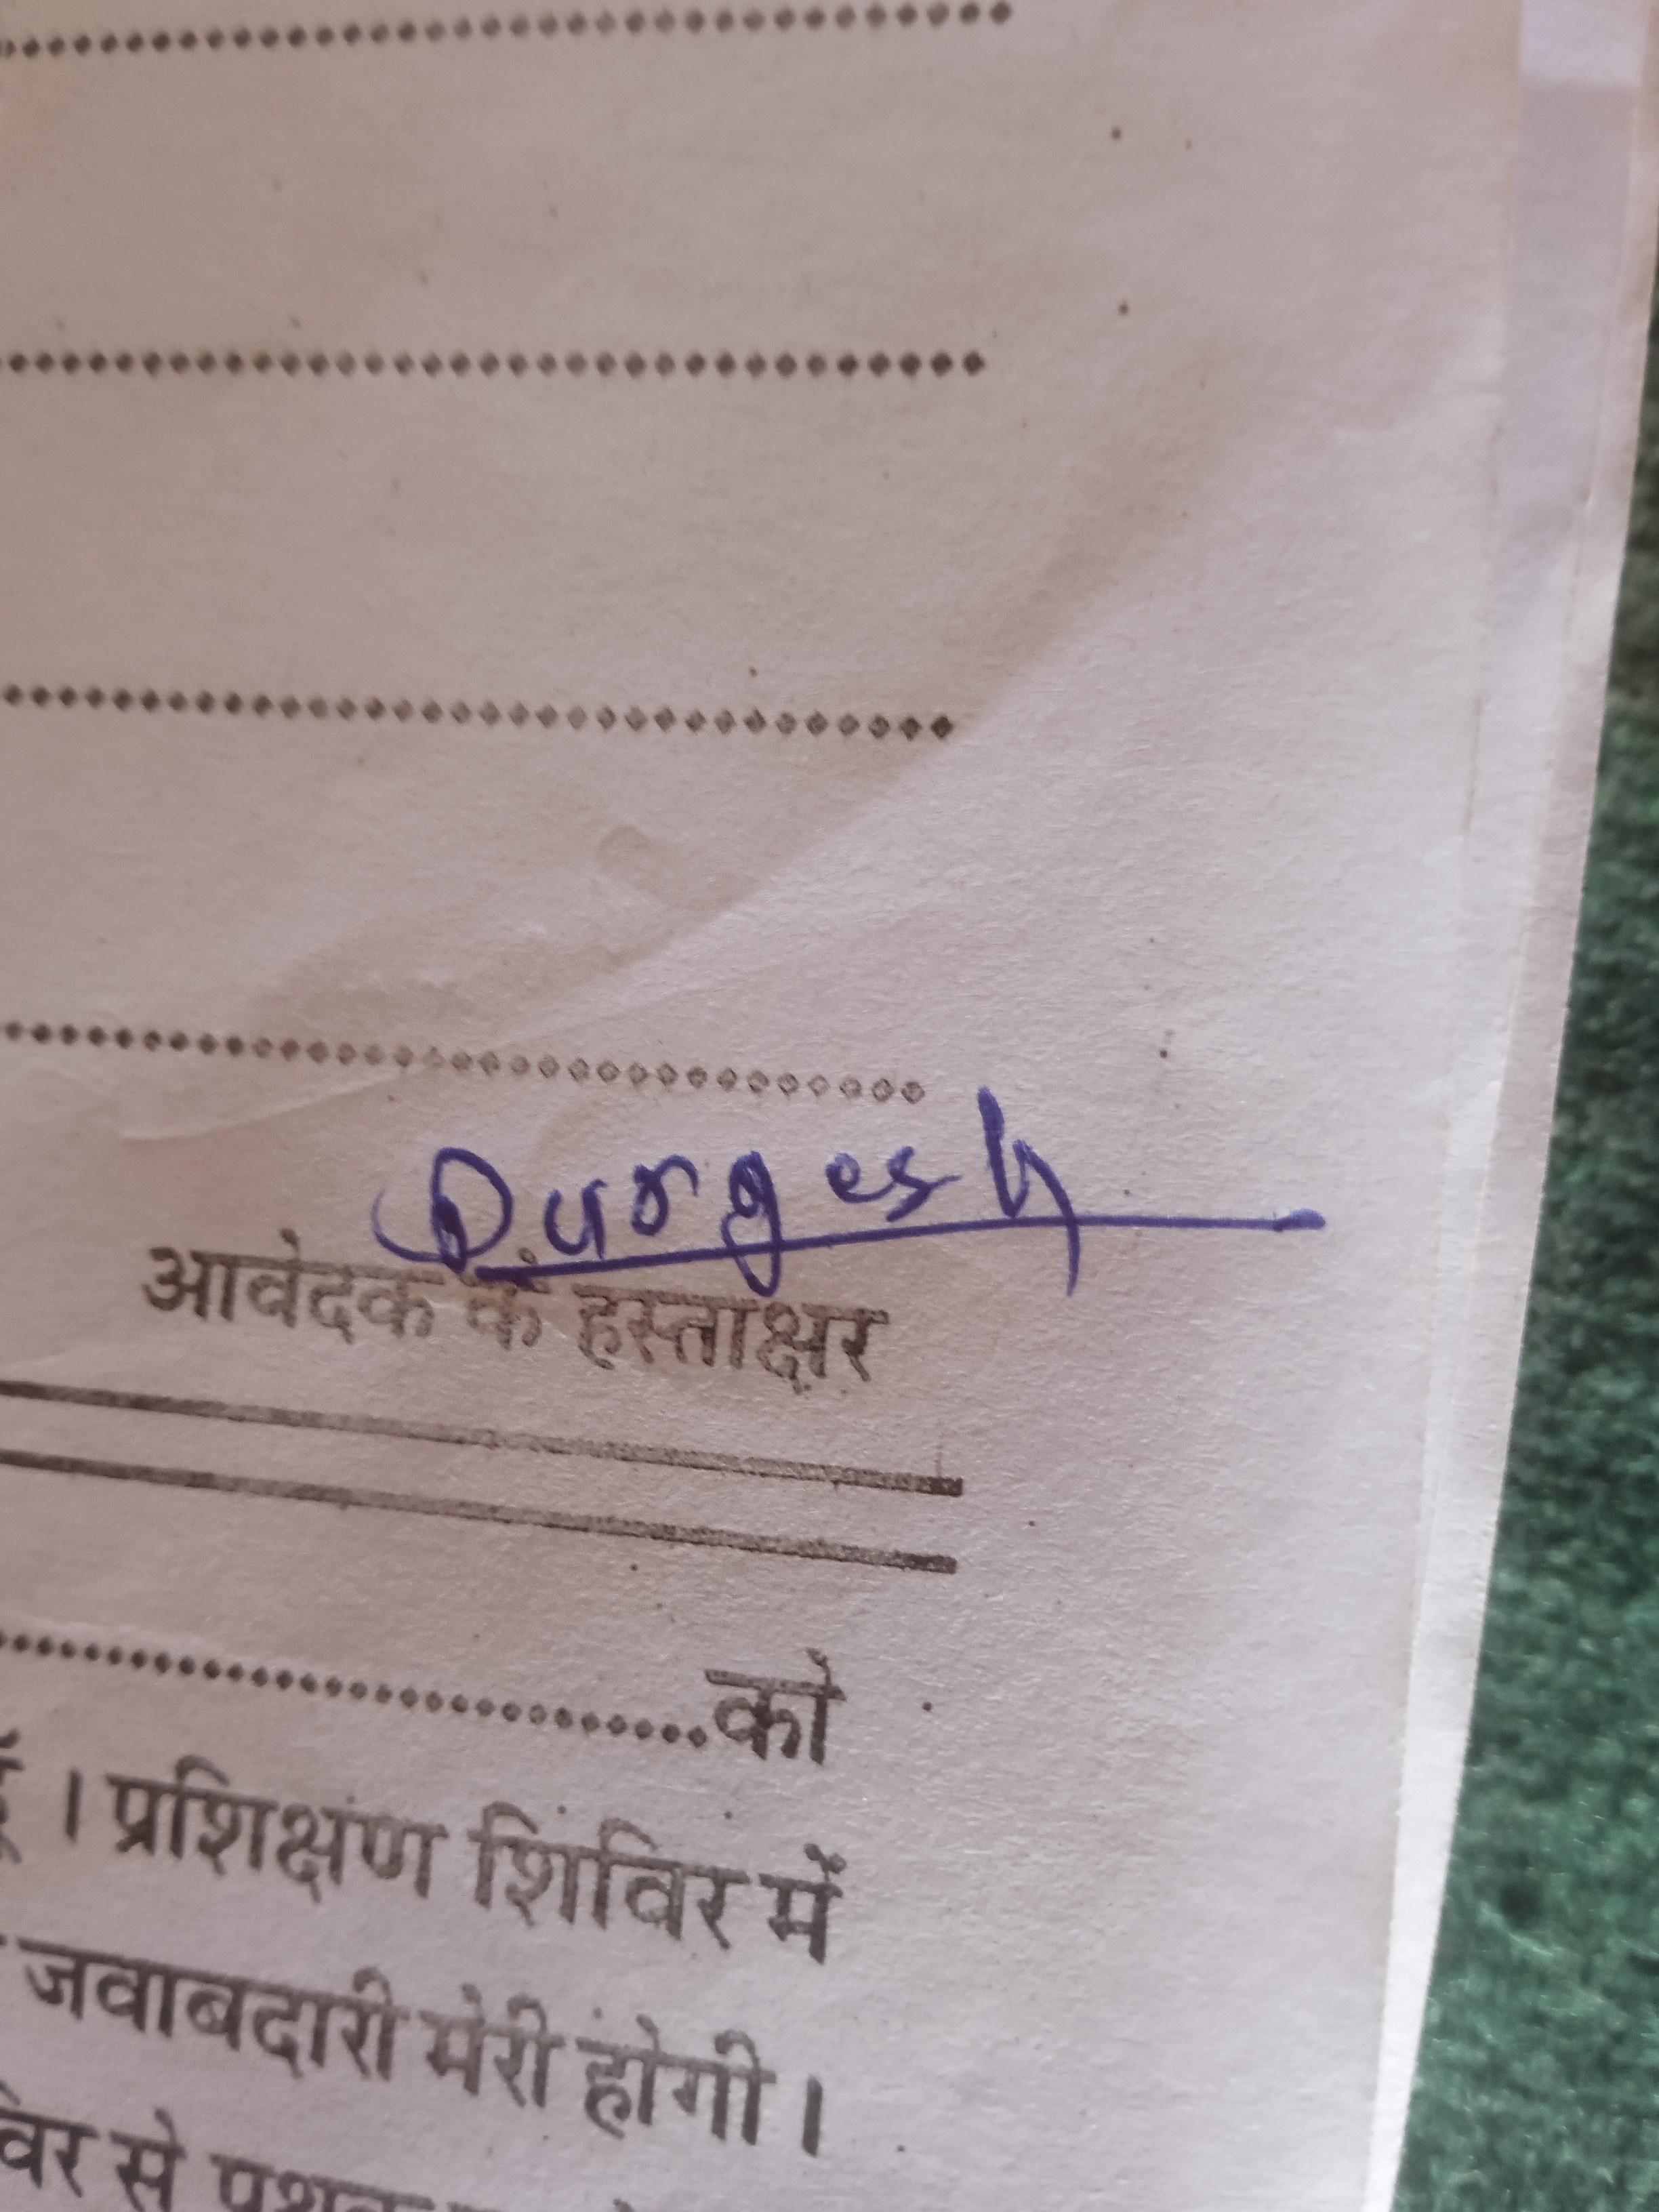 Durgesh
आवेदक के हस्ताक्षर
को
। प्रशिक्षण शिविर में
जवाबदारी मेरी होगी ।
से